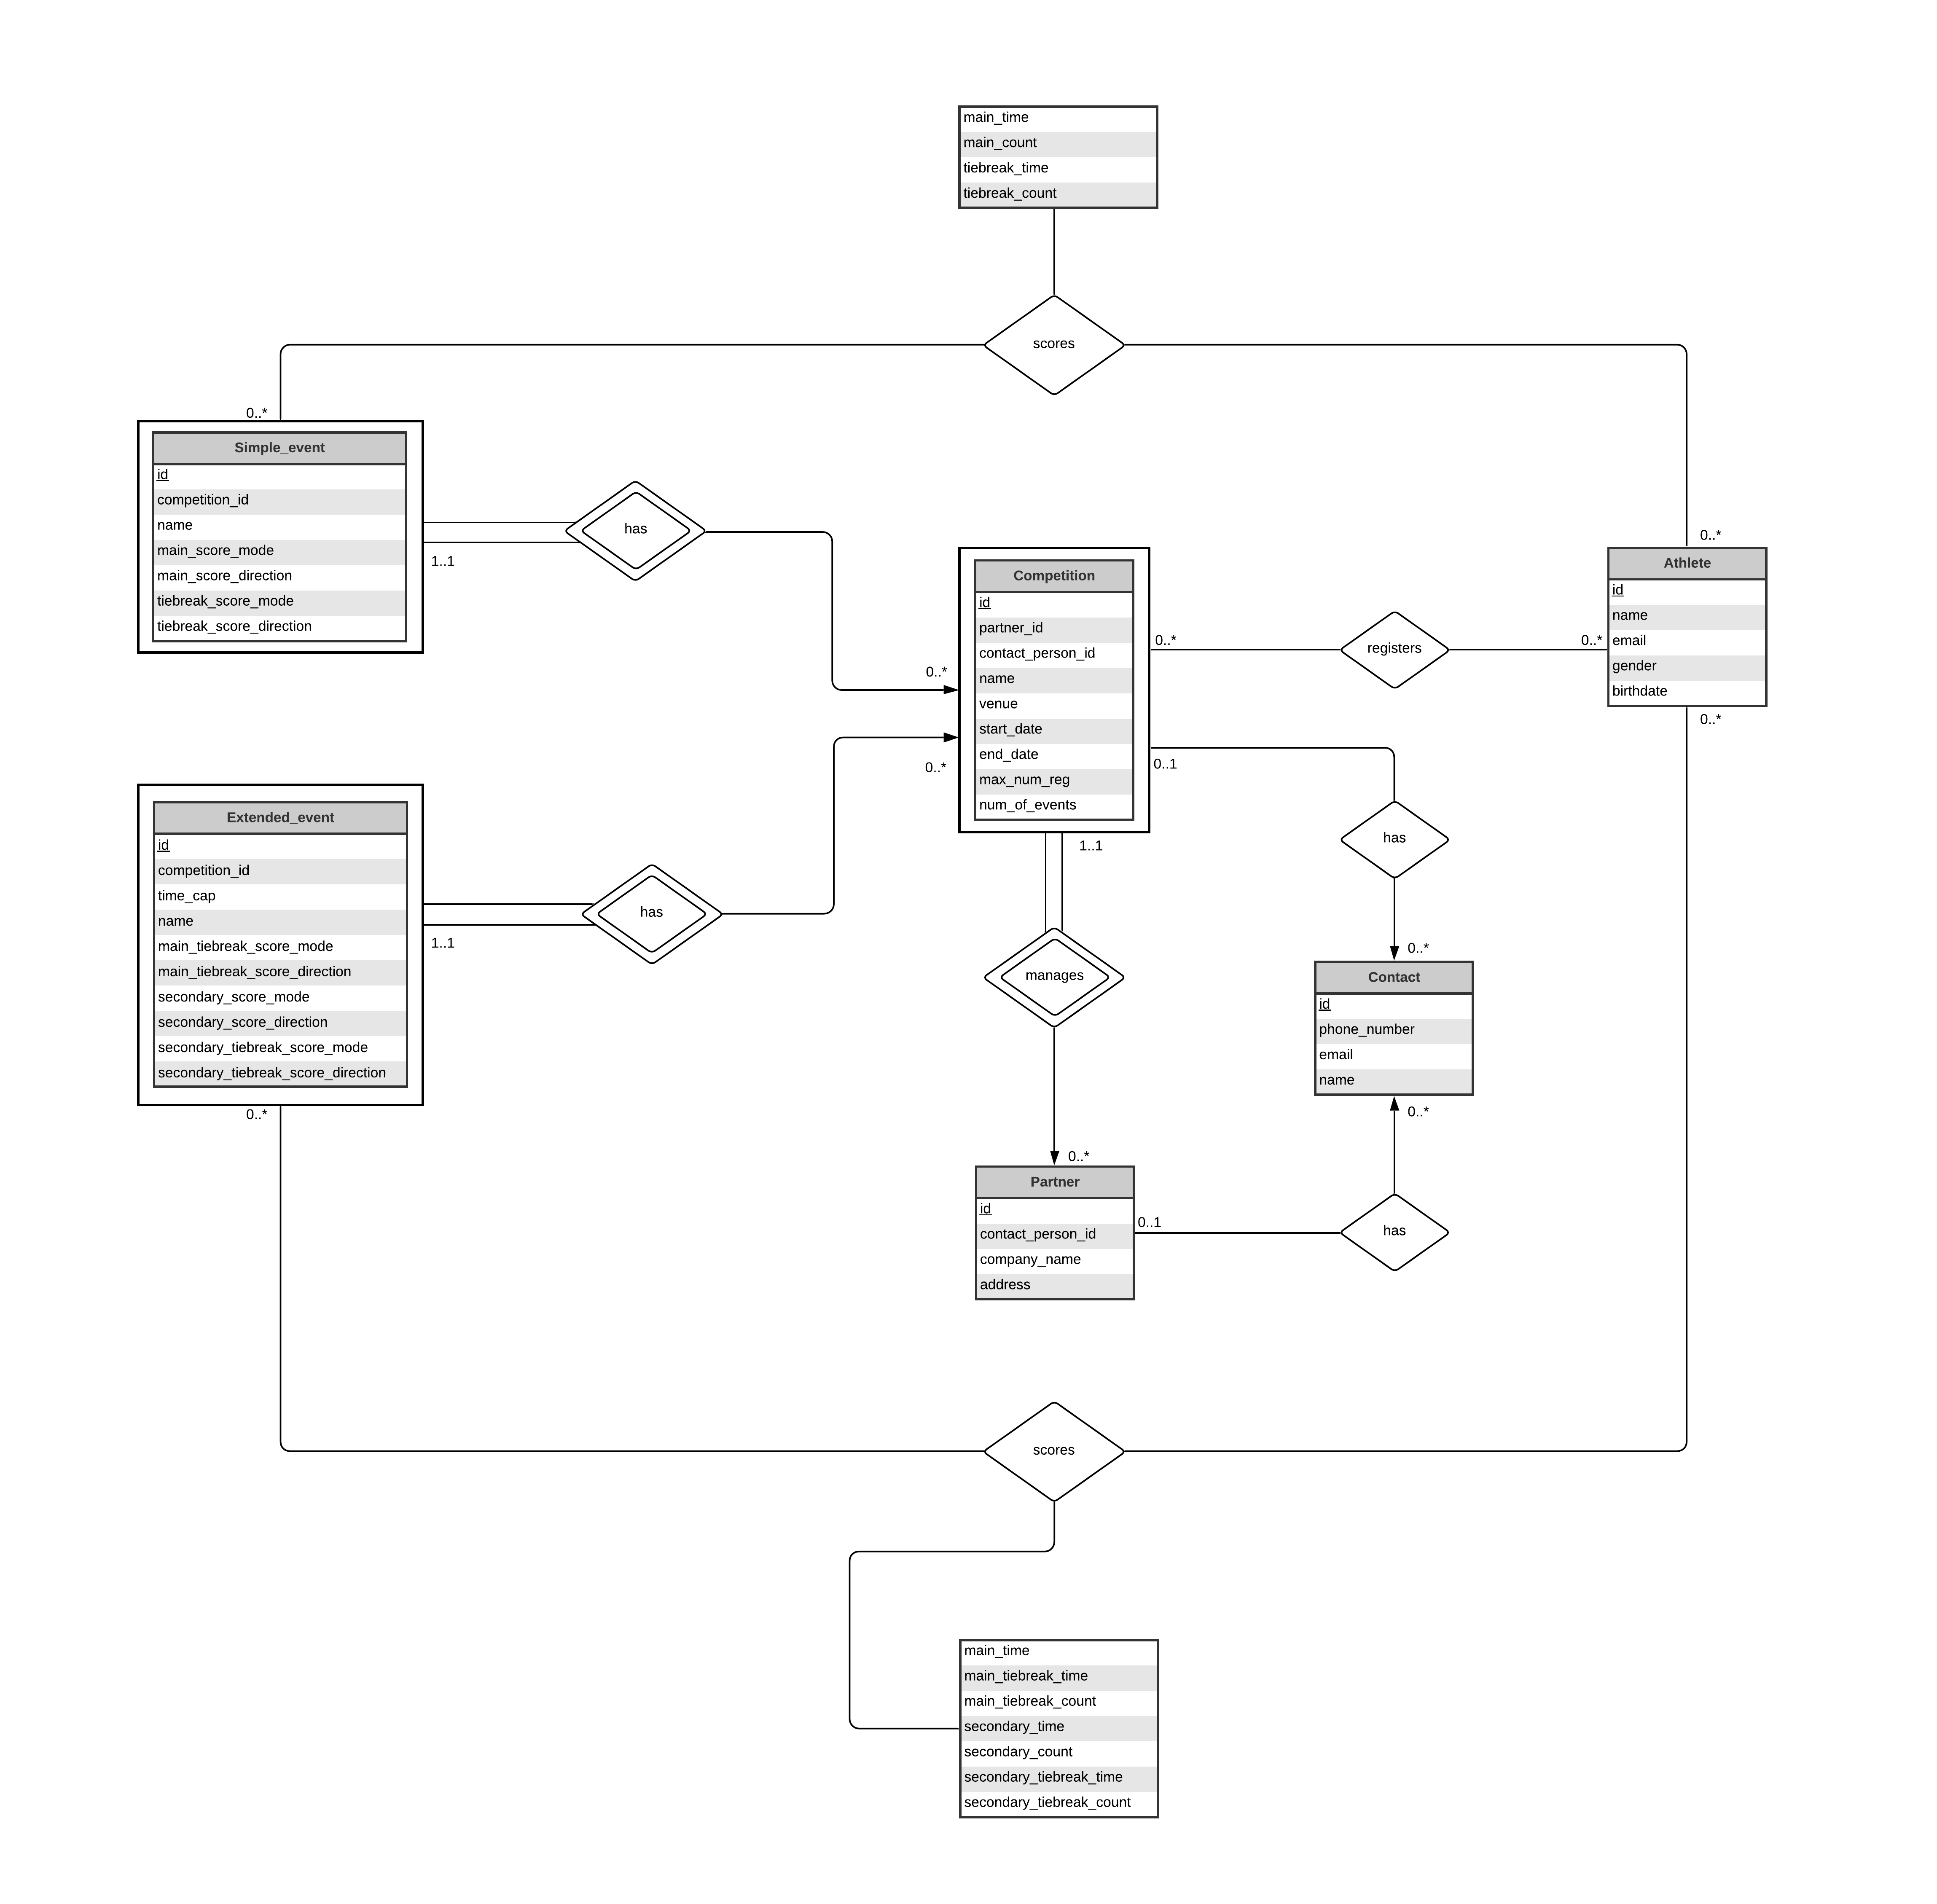 main_time
main_count
tiebreak_time
tiebreak_count
scores
0..*
Simple_event
id
competition_id
name
main_score_mode
main_score_direction
tiebreak_score_mode
tiebreak_score_direction
1..1
has
0..*
0..*
Competition
id
partner_id
contact_person_id
name
venue
start_date
end_date
max_num_reg
num_of_events
0..*
registers
0..*
0..*
Athlete
id
name
email
gender
birthdate
0..*
0..1
has
0..*
Extended_event
id
competition_id
time_cap
name
main_tiebreak_score_mode
main_tiebreak_score_direction
secondary_score_mode
secondary_score_direction
secondary_tiebreak_score_mode
secondary_tiebreak_score_direction
1..1
has
0..*
1..1
manages
0..*
Contact
id
phone_number
email
name
0..*
Partner
id
contact_person_id
company_name
address
0..1
has
scores
main_time
main_tiebreak_time
main_tiebreak_count
secondary_time
secondary_count
secondary_tiebreak_time
secondary_tiebreak_count